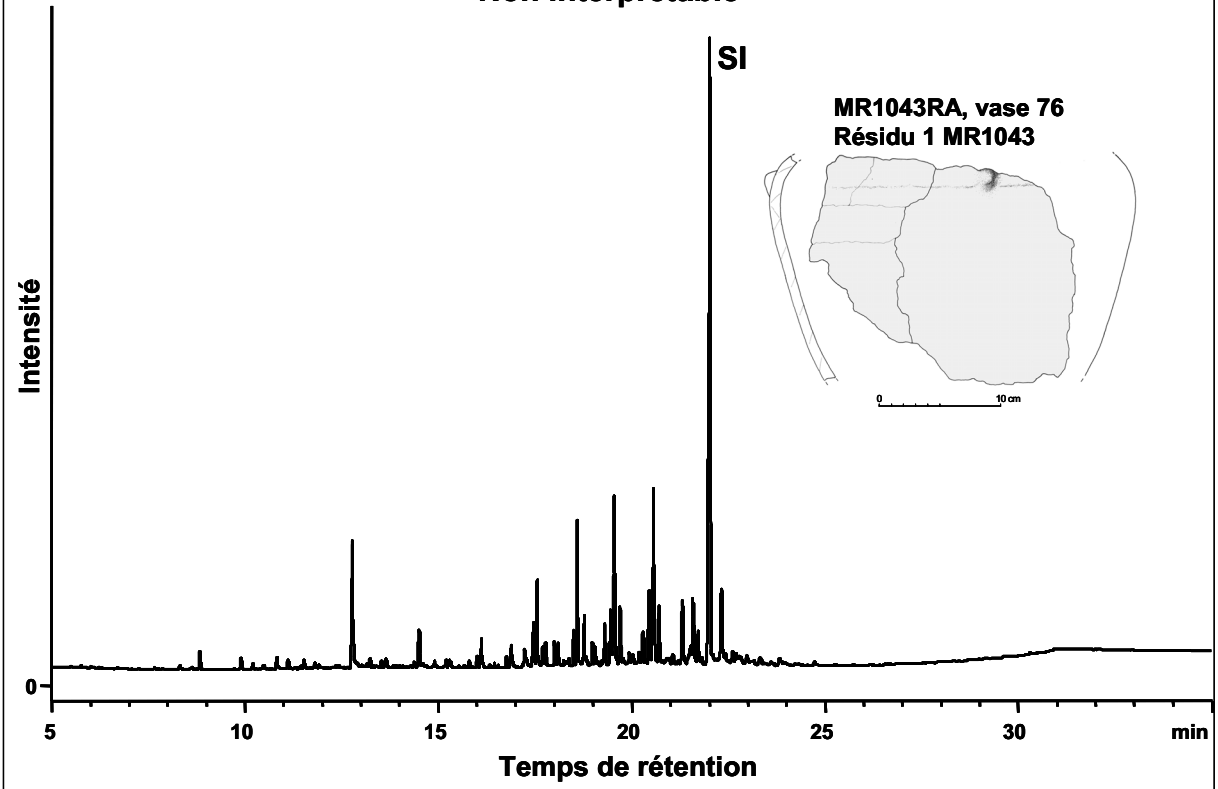 Non interprétable
SI
MR1043RA, vase 76
Résidu 1 MR1043
0 10 cm
Intensité
0
5 10 15 20 25 30 min
Temps de rétention